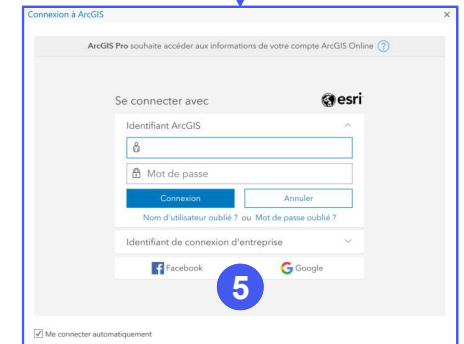 Connexion à ArcGIS
ArcGIS Pro souhaite accéder aux informations de votre compte ArcGIS Online ?
Se connecter avec esri
Identifiant ArcGIS
Mot de passe
Connexion Annuler
Nom d'utilisateur oublié ? ou Mot de passe oublié ?
Identifiant de connexion d'entreprise
Facebook Google
5
Me connecter automatiquement